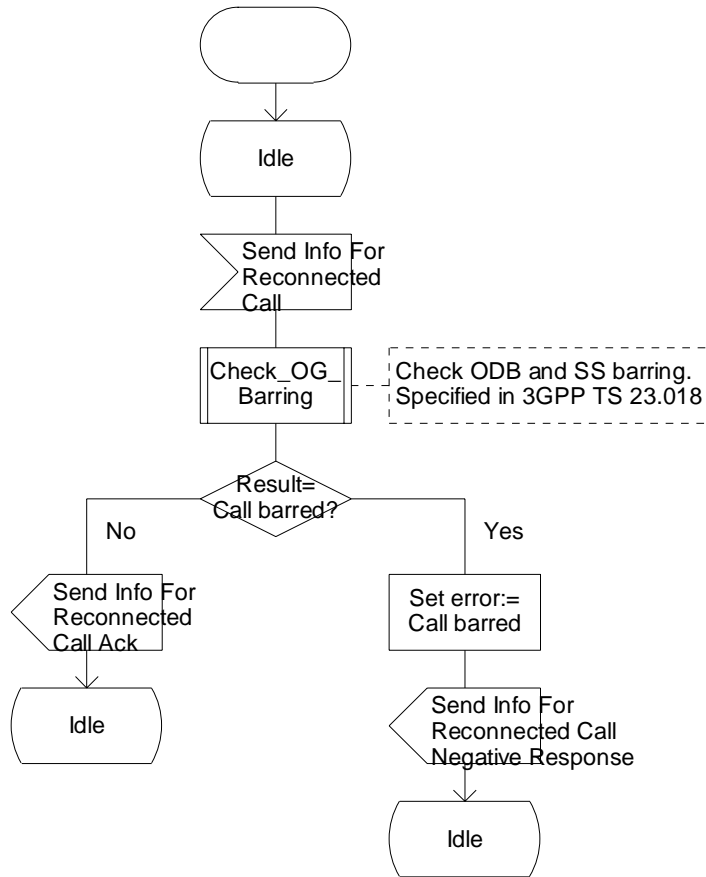 Idle
Send Info For
Reconnected
Call
Check_OG_
Barring
Check ODB and SS barring.
Specified in 3GPP TS 23.018
Result=
Call barred?
No
Yes
Send Info For
Reconnected
Call Ack
Set error:=
Call barred
Idle
Send Info For
Reconnected Call
Negative Response
Idle